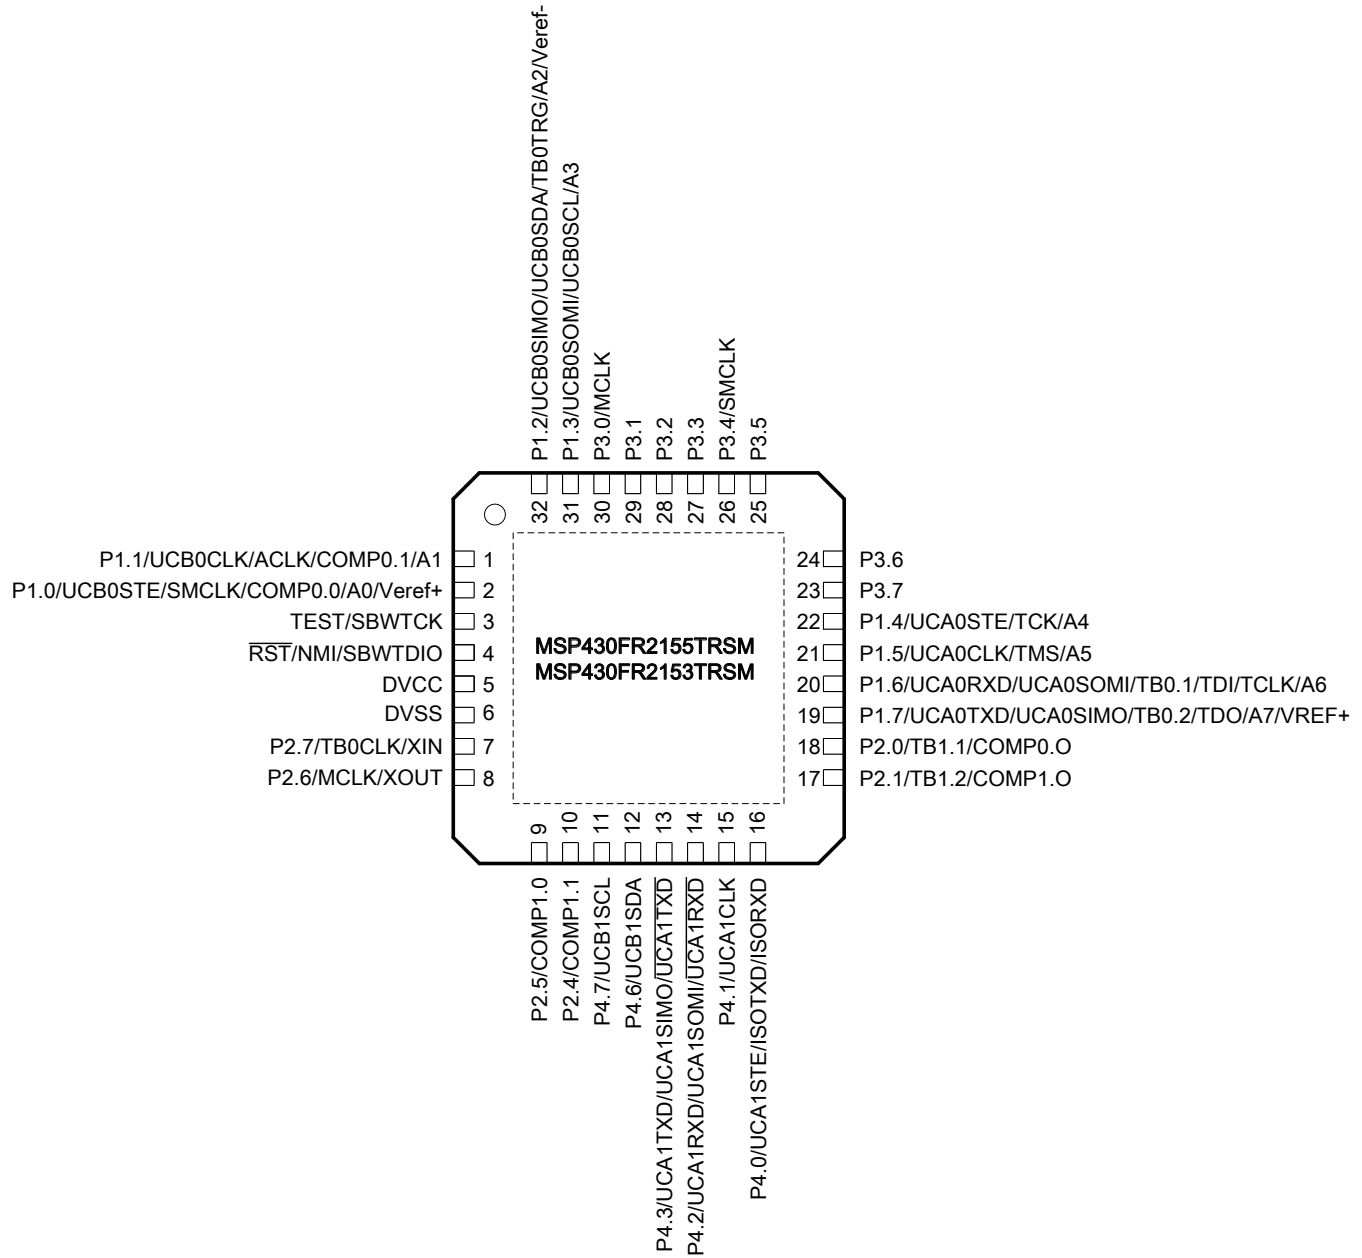 P1.2/UCB0SIMO/UCB0SDA/TB0TRG/A2/Veref-
P1.3/UCB0SOMI/UCB0SCL/A3
P3.0/MCLK
P3.1
P3.2
P3.3
P3.4/SMCLK
P3.5
32
31
30
29
28
27
26
25
P1.1/UCB0CLK/ACLK/COMP0.1/A1 1
P1.0/UCB0STE/SMCLK/COMP0.0/A0/Veref+ 2
TEST/SBWTCK 3
R̅S̅T̅/NMI/SBWTDIO 4
DVCC 5
DVSS 6
P2.7/TB0CLK/XIN 7
P2.6/MCLK/XOUT 8
MSP430FR2155TRSM
MSP430FR2153TRSM
24 P3.6
23 P3.7
22 P1.4/UCA0STE/TCK/A4
21 P1.5/UCA0CLK/TMS/A5
20 P1.6/UCA0RXD/UCA0SOMI/TB0.1/TDI/TCLK/A6
19 P1.7/UCA0TXD/UCA0SIMO/TB0.2/TDO/A7/VREF+
18 P2.0/TB1.1/COMP0.O
17 P2.1/TB1.2/COMP1.O
9
10
11
12
13
14
15
16
P2.5/COMP1.0
P2.4/COMP1.1
P4.7/UCB1SCL
P4.6/UCB1SDA
P4.3/UCA1TXD/UCA1SIMO/U̅C̅A̅1̅T̅X̅D̅
P4.2/UCA1RXD/UCA1SOMI/U̅C̅A̅1̅R̅X̅D̅
P4.1/UCA1CLK
P4.0/UCA1STE/ISOTXD/ISORXD